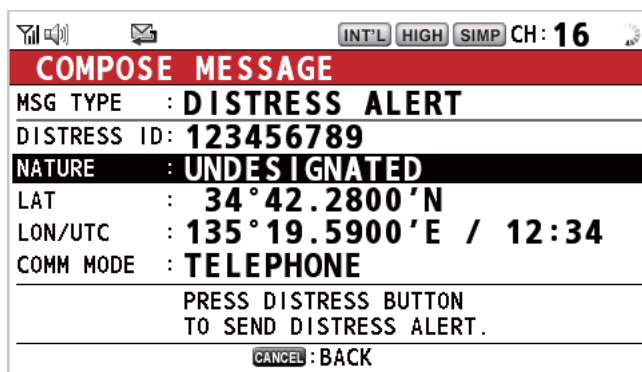 INT'L HIGH SIMP CH: 16
COMPOSE MESSAGE
MSG TYPE : DISTRESS ALERT
DISTRESS ID: 123456789
NATURE : UNDESIGNATED
LAT : 34°42.2800'N
LON/UTC : 135°19.5900'E / 12:34
COMM MODE : TELEPHONE
PRESS DISTRESS BUTTON
TO SEND DISTRESS ALERT.
CANCEL : BACK